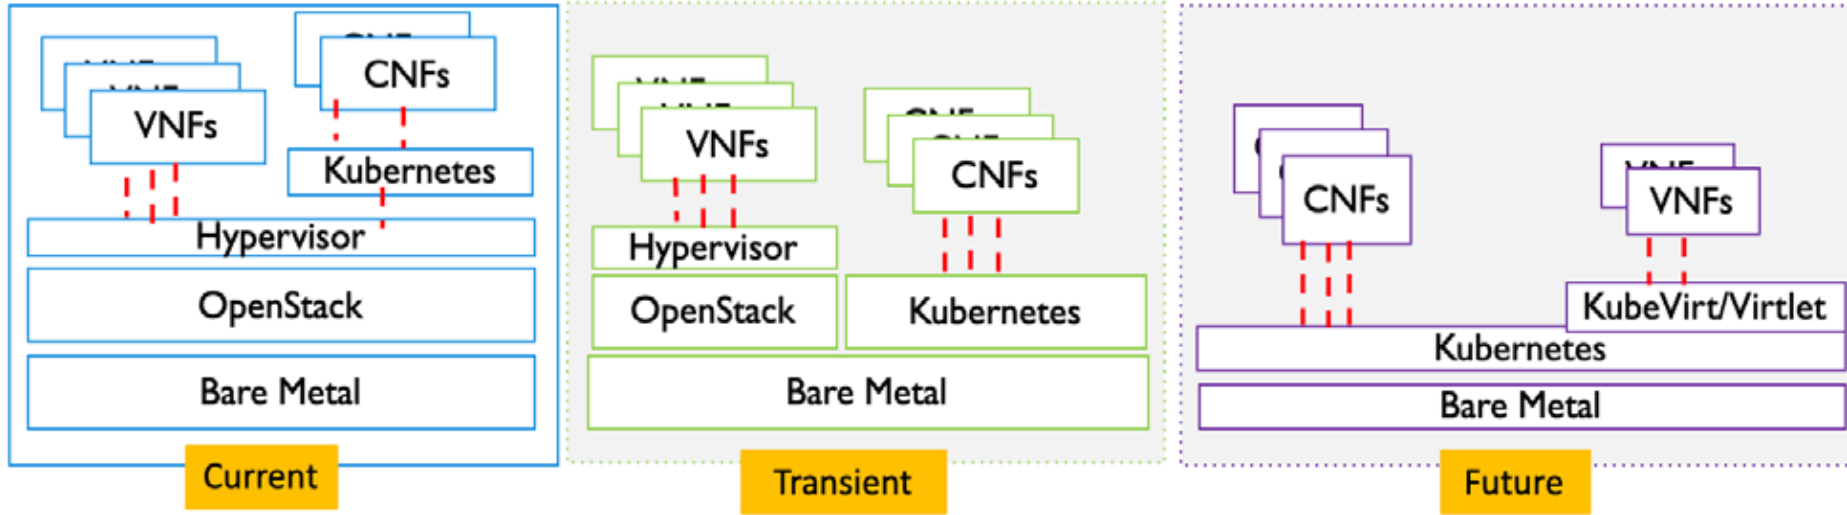 CNFs
VNFs
Kubernetes
Hypervisor
OpenStack
Bare Metal
Current
VNFs
CNFs
Hypervisor
OpenStack
Kubernetes
Bare Metal
Transient
CNFs
VNFs
KubeVirt/Virtlet
Kubernetes
Bare Metal
Future